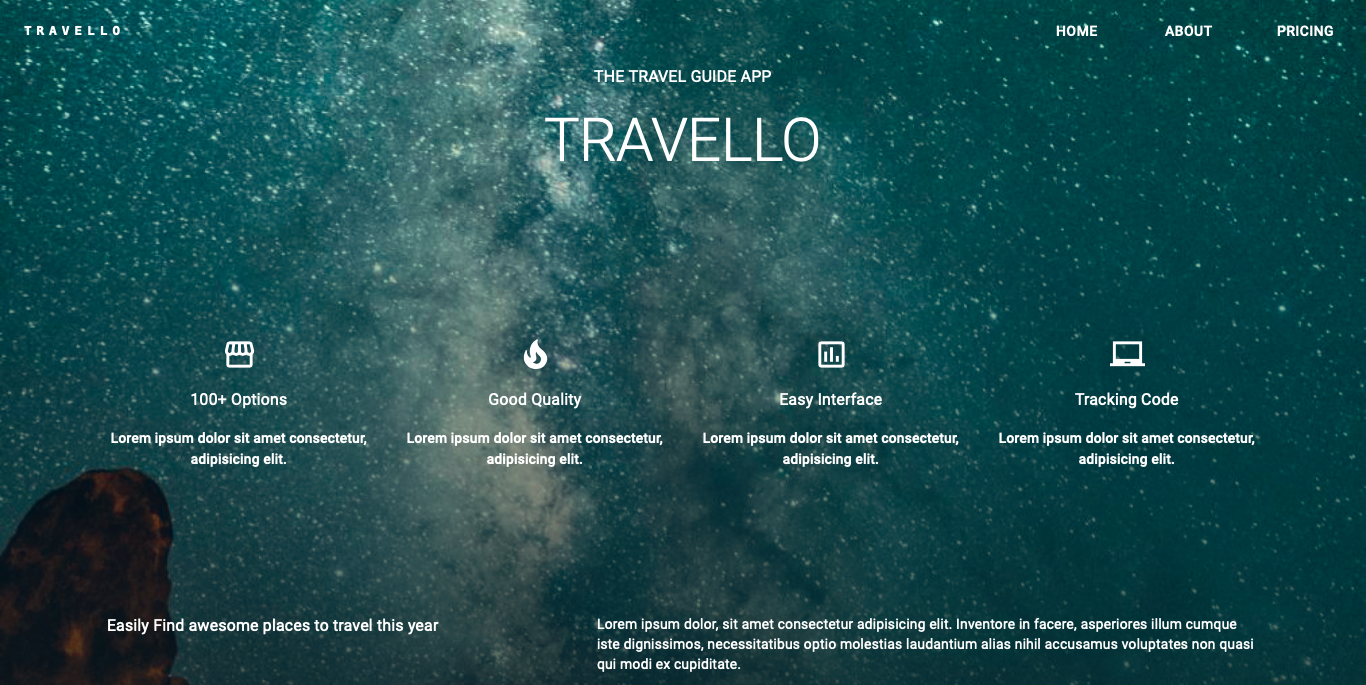 TRAVELLO
HOME
ABOUT
PRICING
THE TRAVEL GUIDE APP
TRAVELLO
100+ Options
Lorem ipsum dolor sit amet consectetur,
adipisicing elit.
Good Quality
Lorem ipsum dolor sit amet consectetur,
adipisicing elit.
Easy Interface
Lorem ipsum dolor sit amet consectetur,
adipisicing elit.
Tracking Code
Lorem ipsum dolor sit amet consectetur,
adipisicing elit.
Easily Find awesome places to travel this year
Lorem ipsum dolor, sit amet consectetur adipisicing elit. Inventore in facere, asperiores illum cumque
iste dignissimos, necessitatibus optio molestias laudantium alias nihil accusamus voluptates non quasi
qui modi ex cupiditate.